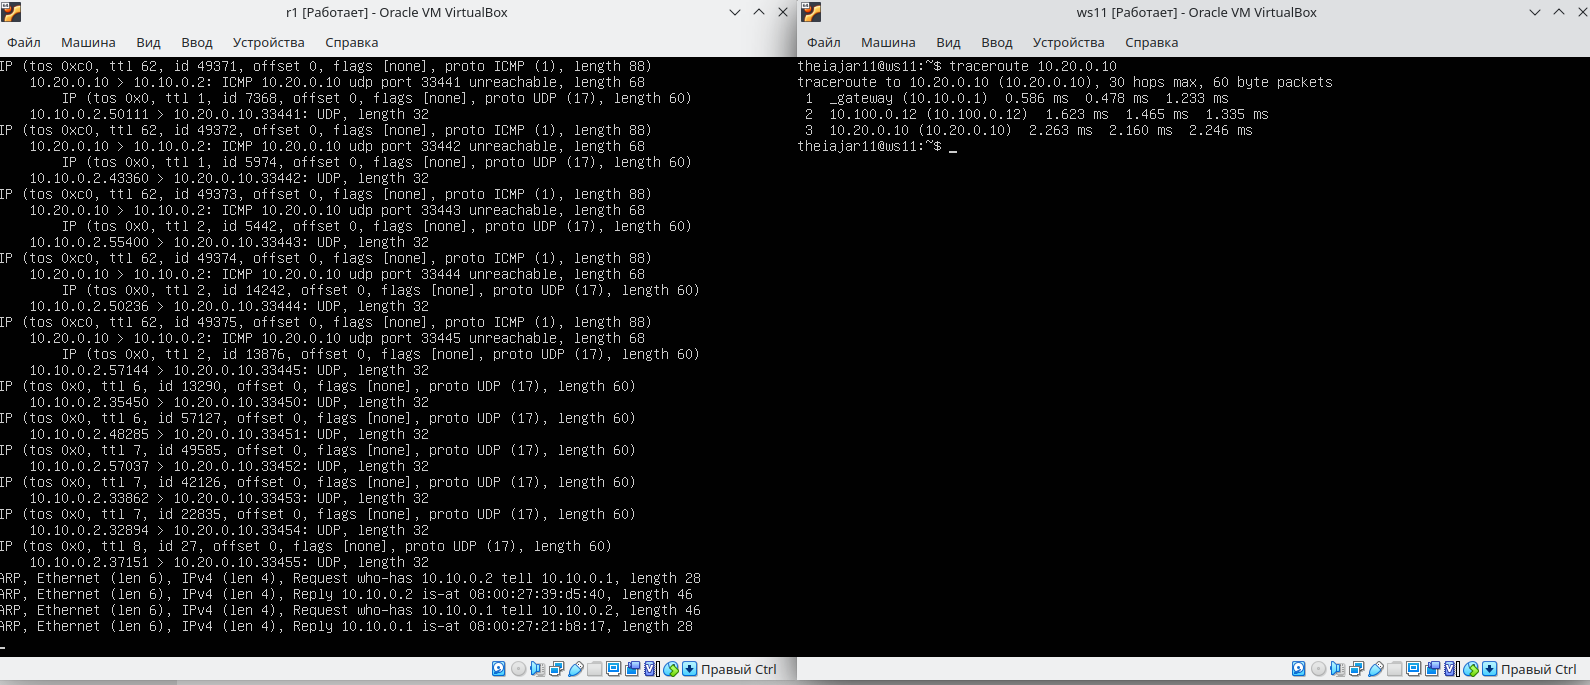 r1 [Работает] - Oracle VM VirtualBox
Файл Машина Вид Ввод Устройства Справка
IP (tos 0xc0, ttl 62, id 49371, offset 0, flags [none], proto ICMP (1), length 88)
10.20.0.10 > 10.10.0.2: ICMP 10.20.0.10 udp port 33441 unreachable, length 68
IP (tos 0x0, ttl 1, id 7368, offset 0, flags [none], proto UDP (17), length 60)
10.10.0.2.50111 > 10.20.0.10.33441: UDP, length 32
IP (tos 0xc0, ttl 62, id 49372, offset 0, flags [none], proto ICMP (1), length 88)
10.20.0.10 > 10.10.0.2: ICMP 10.20.0.10 udp port 33442 unreachable, length 68
IP (tos 0x0, ttl 1, id 5974, offset 0, flags [none], proto UDP (17), length 60)
10.10.0.2.43360 > 10.20.0.10.33442: UDP, length 32
IP (tos 0xc0, ttl 62, id 49373, offset 0, flags [none], proto ICMP (1), length 88)
10.20.0.10 > 10.10.0.2: ICMP 10.20.0.10 udp port 33443 unreachable, length 68
IP (tos 0x0, ttl 2, id 5442, offset 0, flags [none], proto UDP (17), length 60)
10.10.0.2.55400 > 10.20.0.10.33443: UDP, length 32
IP (tos 0xc0, ttl 62, id 49374, offset 0, flags [none], proto ICMP (1), length 88)
10.20.0.10 > 10.10.0.2: ICMP 10.20.0.10 udp port 33444 unreachable, length 68
IP (tos 0x0, ttl 2, id 14242, offset 0, flags [none], proto UDP (17), length 60)
10.10.0.2.50236 > 10.20.0.10.33444: UDP, length 32
IP (tos 0xc0, ttl 62, id 49375, offset 0, flags [none], proto ICMP (1), length 88)
10.20.0.10 > 10.10.0.2: ICMP 10.20.0.10 udp port 33445 unreachable, length 68
IP (tos 0x0, ttl 2, id 13876, offset 0, flags [none], proto UDP (17), length 60)
10.10.0.2.57144 > 10.20.0.10.33445: UDP, length 32
IP (tos 0x0, ttl 6, id 13290, offset 0, flags [none], proto UDP (17), length 60)
10.10.0.2.35450 > 10.20.0.10.33450: UDP, length 32
IP (tos 0x0, ttl 6, id 57127, offset 0, flags [none], proto UDP (17), length 60)
10.10.0.2.48285 > 10.20.0.10.33451: UDP, length 32
IP (tos 0x0, ttl 7, id 49585, offset 0, flags [none], proto UDP (17), length 60)
10.10.0.2.57037 > 10.20.0.10.33452: UDP, length 32
IP (tos 0x0, ttl 7, id 42126, offset 0, flags [none], proto UDP (17), length 60)
10.10.0.2.33862 > 10.20.0.10.33453: UDP, length 32
IP (tos 0x0, ttl 7, id 22835, offset 0, flags [none], proto UDP (17), length 60)
10.10.0.2.32894 > 10.20.0.10.33454: UDP, length 32
IP (tos 0x0, ttl 8, id 27, offset 0, flags [none], proto UDP (17), length 60)
10.10.0.2.37151 > 10.20.0.10.33455: UDP, length 32
ARP, Ethernet (len 6), IPv4 (len 4), Request who-has 10.10.0.2 tell 10.10.0.1, length 28
ARP, Ethernet (len 6), IPv4 (len 4), Reply 10.10.0.2 is-at 08:00:27:39:d5:40, length 46
ARP, Ethernet (len 6), IPv4 (len 4), Request who-has 10.10.0.1 tell 10.10.0.2, length 46
ARP, Ethernet (len 6), IPv4 (len 4), Reply 10.10.0.1 is-at 08:00:27:21:b8:17, length 28
Правый Ctrl
ws11 [Работает] - Oracle VM VirtualBox
Файл Машина Вид Ввод Устройства Справка
theiajar11@ws11:~$ traceroute 10.20.0.10
traceroute to 10.20.0.10 (10.20.0.10), 30 hops max, 60 byte packets
1 _gateway (10.10.0.1) 0.586 ms 0.478 ms 1.233 ms
2 10.100.0.12 (10.100.0.12) 1.623 ms 1.465 ms 1.335 ms
3 10.20.0.10 (10.20.0.10) 2.263 ms 2.160 ms 2.246 ms
theiajar11@ws11:~$ _
Правый Ctrl